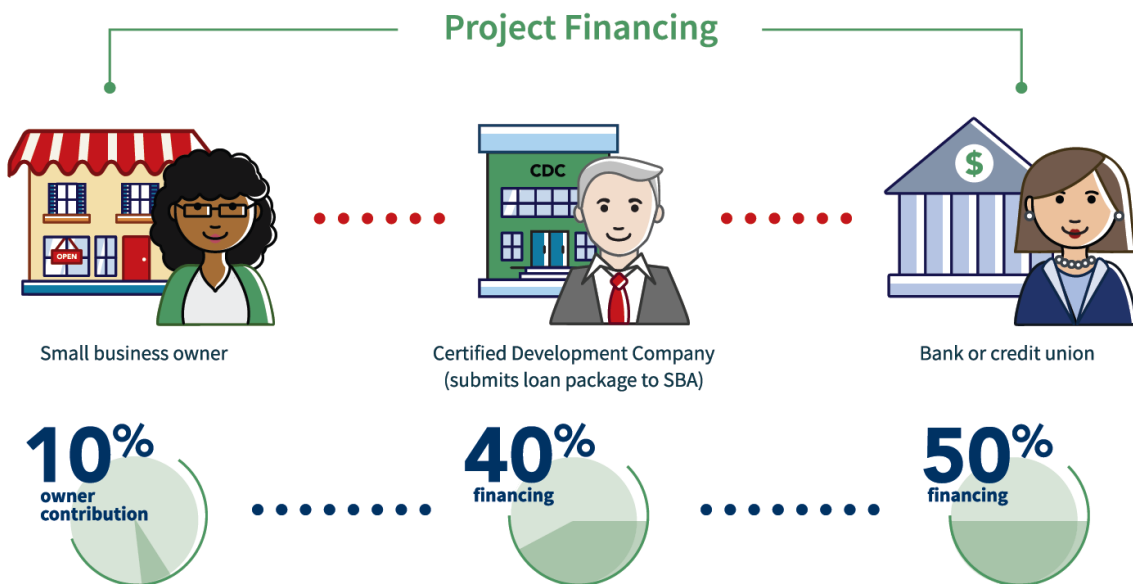 Project Financing
CDC
$
OPEN
Small business owner
Certified Development Company
(submits loan package to SBA)
Bank or credit union
10%
owner
contribution
40%
financing
50%
financing